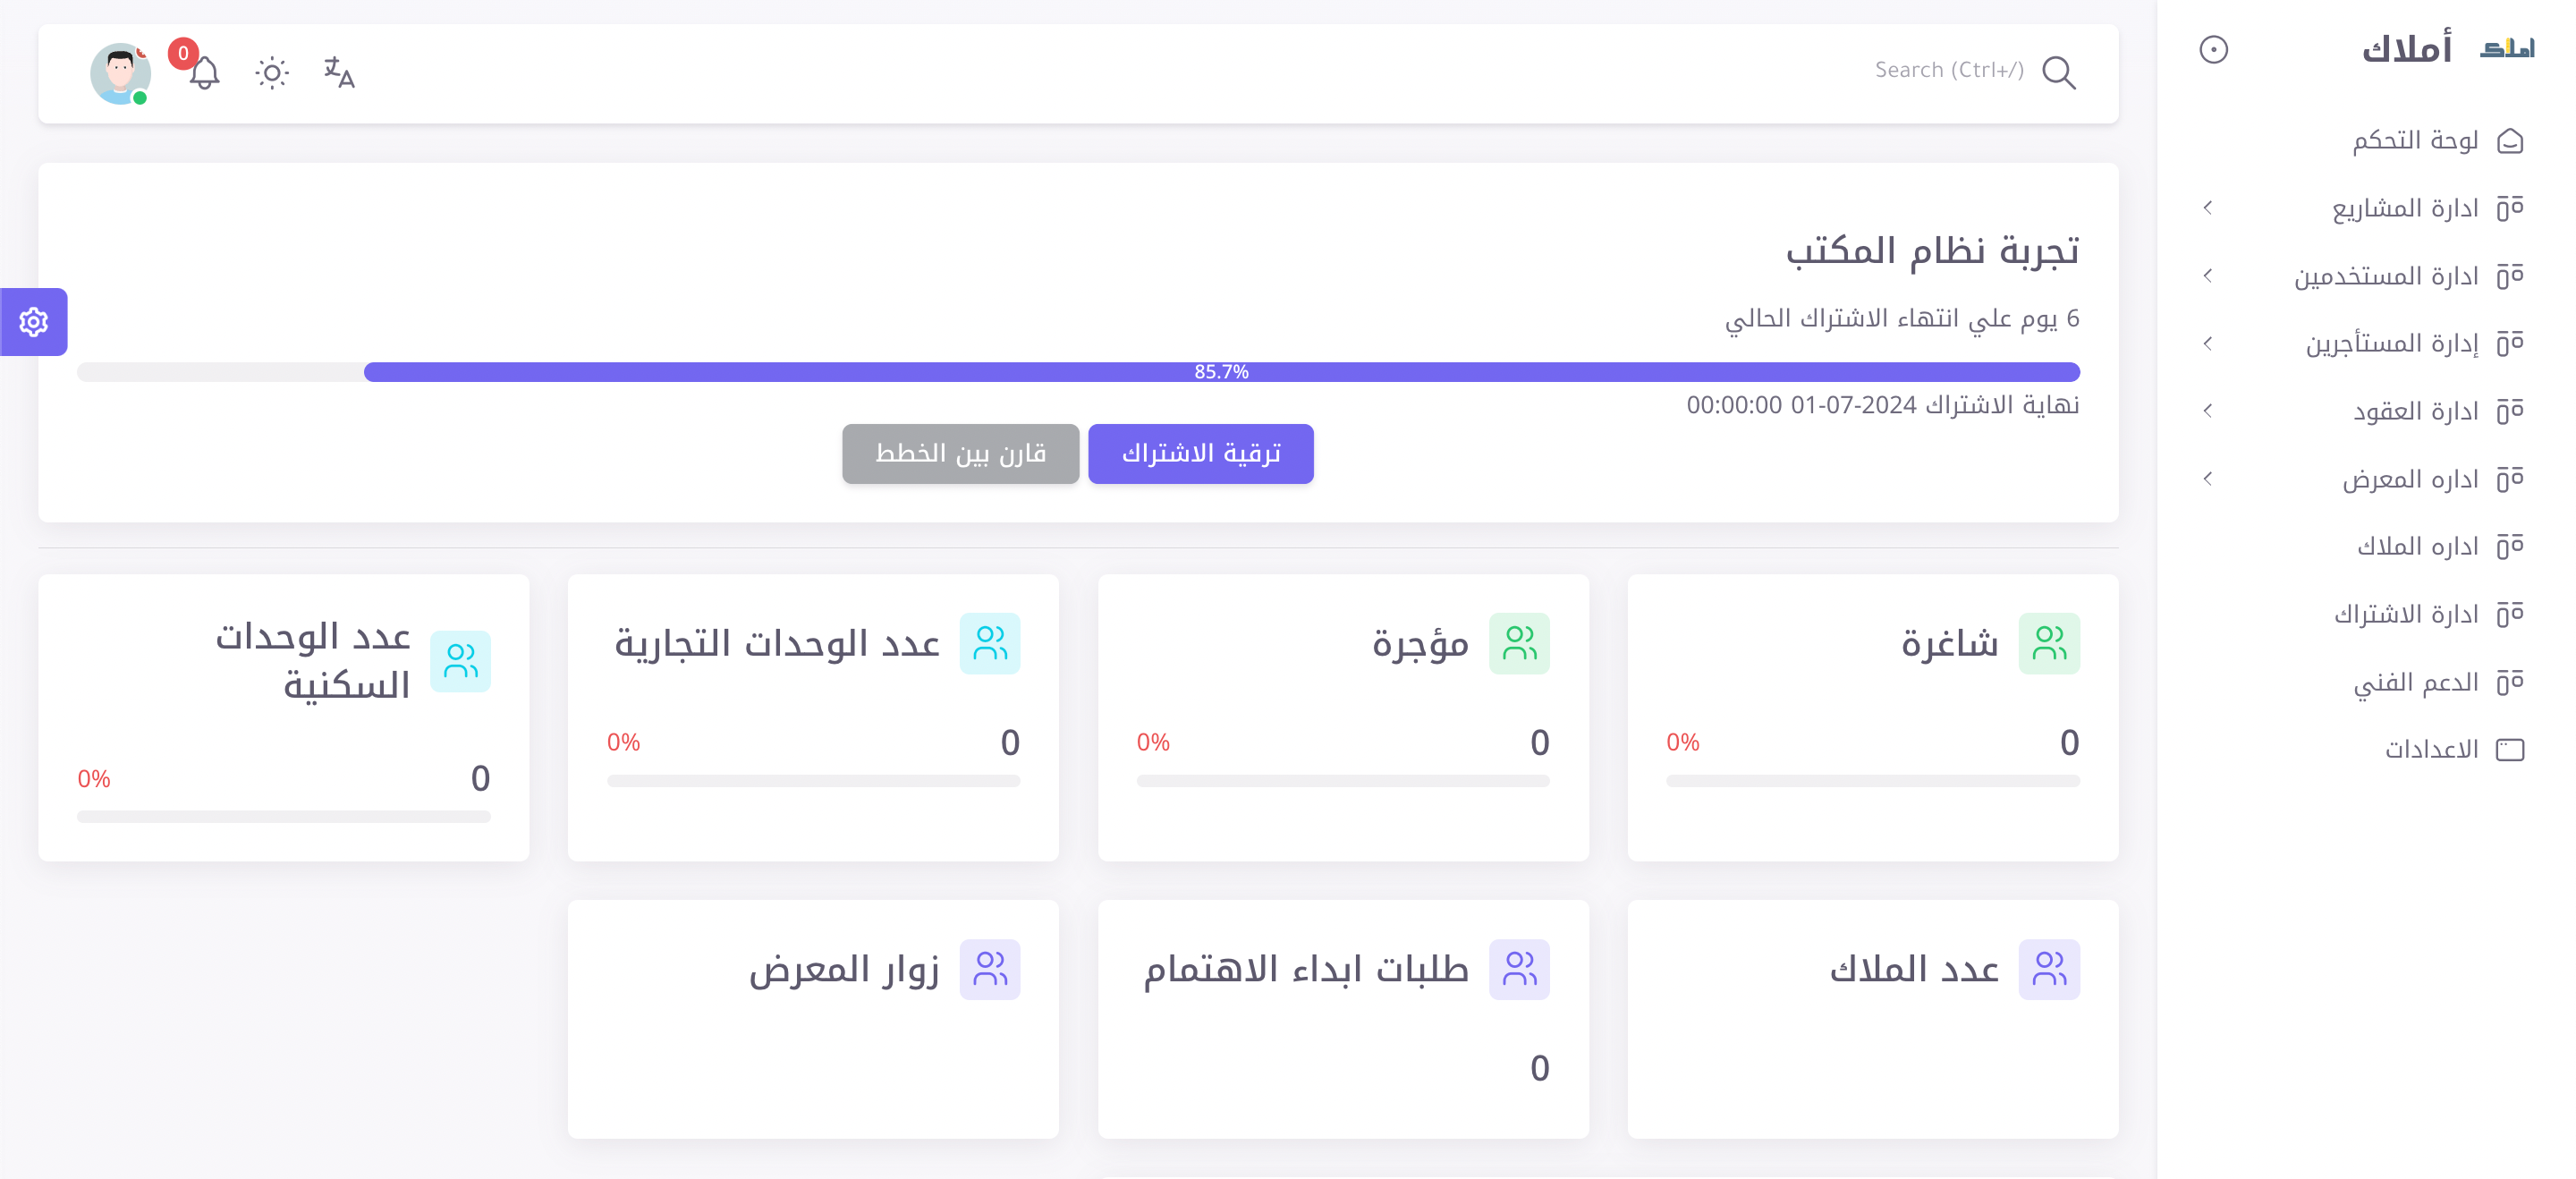 املاك
أملاك
لوحة التحكم
ادارة المشاريع
ادارة المستخدمين
إدارة المستأجرين
ادارة العقود
اداره المعرض
اداره الملاك
ادارة الاشتراك
الدعم الفني
الاعدادات
Search (Ctrl+/)
0
تجربة نظام المكتب
6 يوم علي انتهاء الاشتراك الحالي
85.7%
نهاية الاشتراك 2024-07-01 00:00:00
ترقية الاشتراك
قارن بين الخطط
شاغرة
0
0%
مؤجرة
0
0%
عدد الوحدات التجارية
0
0%
عدد الوحدات
السكنية
0
0%
عدد الملاك
طلبات ابداء الاهتمام
0
زوار المعرض